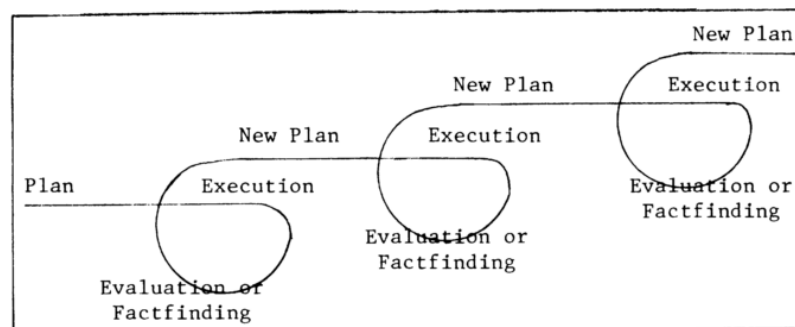 New Plan
New Plan
Execution
New Plan
Execution
Plan
Execution
Evaluation or
Factfinding
Evaluation or
Factfinding
Evaluation or
Factfinding